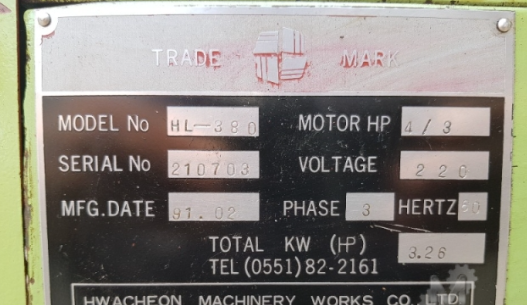 TRADE MARK
MODEL No HL-380 MOTOR HP 4/3
SERIAL No 210703 VOLTAGE 220
MFG.DATE 91.02 PHASE 3 HERTZ 60
TOTAL KW (HP) 3.26
TEL (0551) 82-2161
HWACHEON MACHINERY WORKS CO. LTD